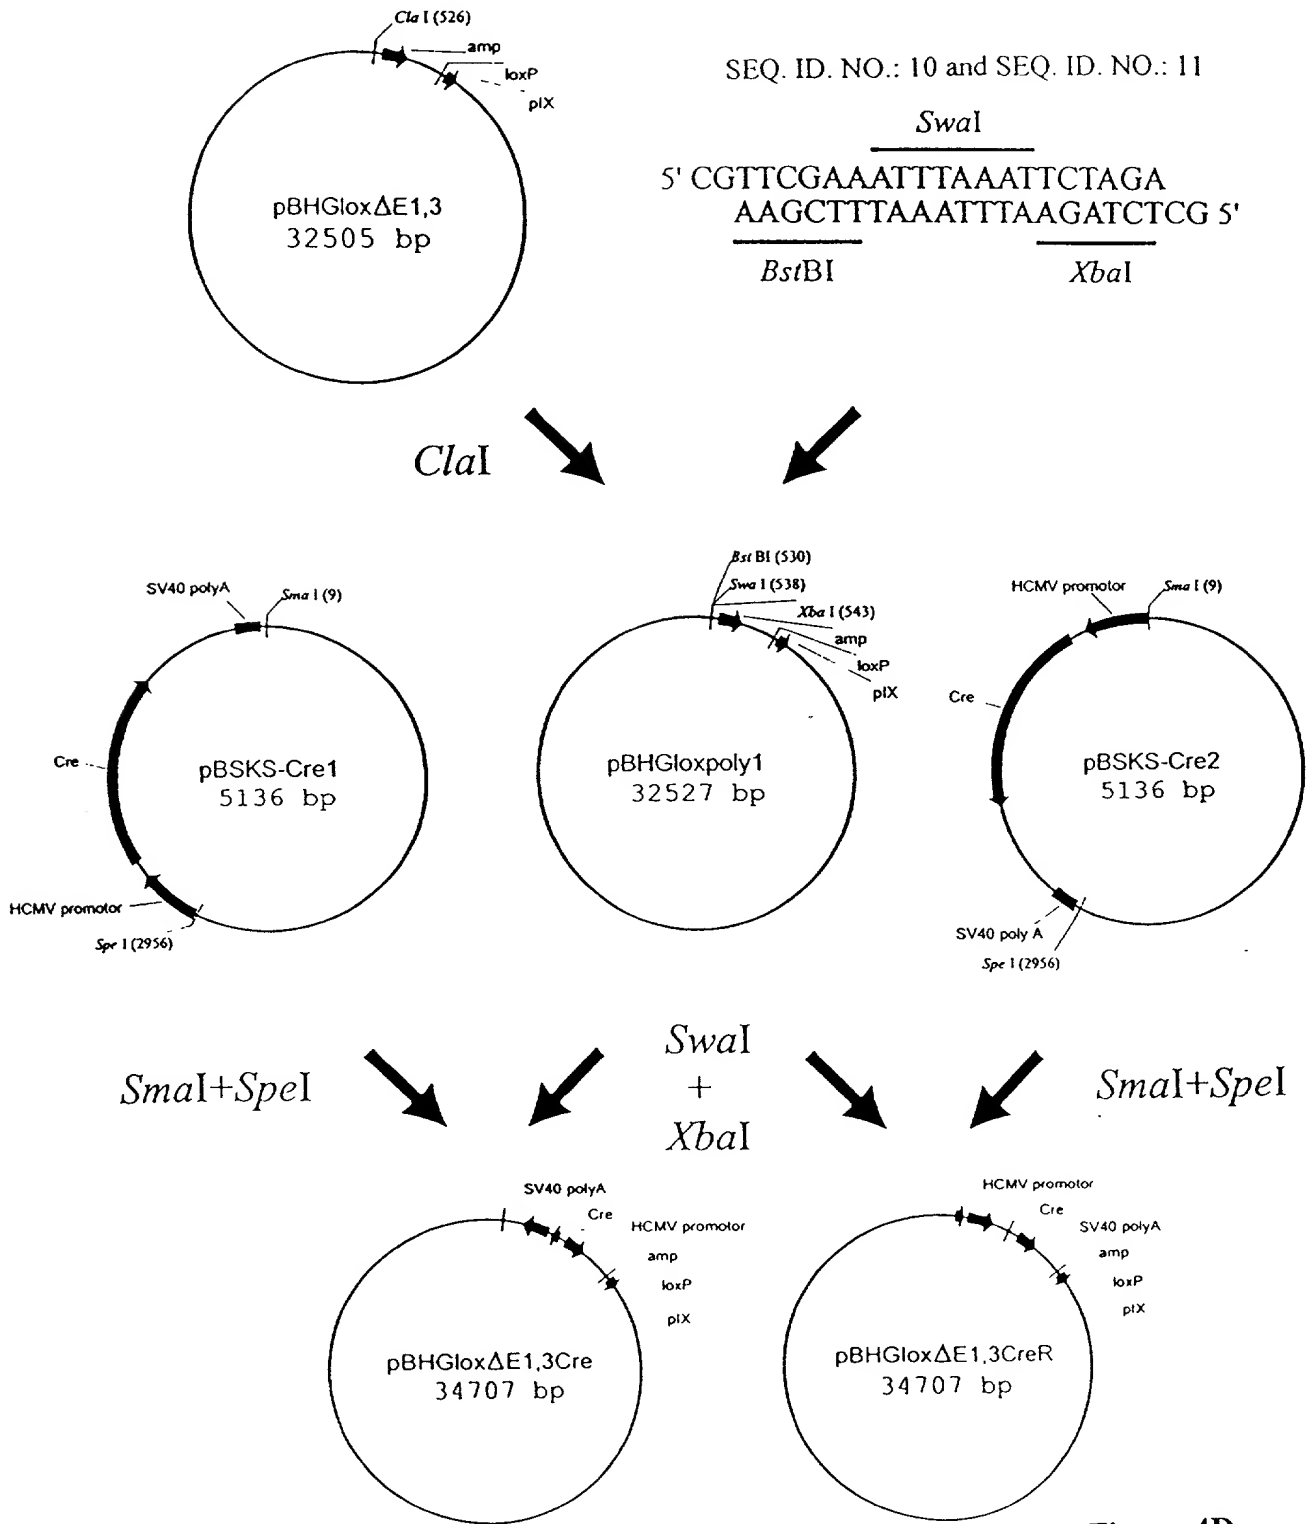 Cla I (526)
amp
loxP
pIX
pBHGloxΔE1,3
32505 bp
SEQ. ID. NO.: 10 and SEQ. ID. NO.: 11
SwaI
5' CGTTCGAAATTTAAATTCTAGA
AAGCTTTAAATTTAAGATCTCG 5'
BstBI
XbaI
ClaI
SV40 polyA
Sma I (9)
Cre
pBSKS-Cre1
5136 bp
HCMV promotor
Spe I (2956)
Bst BI (530)
Swa I (538)
Xba I (543)
amp
loxP
pIX
pBHGloxpoly1
32527 bp
HCMV promotor
Sma I (9)
Cre
pBSKS-Cre2
5136 bp
SV40 poly A
Spe I (2956)
SmaI+SpeI
SwaI
+
XbaI
SmaI+SpeI
SV40 polyA
Cre
HCMV promotor
amp
loxP
pIX
pBHGloxΔE1,3Cre
34707 bp
HCMV promotor
Cre
SV40 polyA
amp
loxP
pIX
pBHGloxΔE1,3CreR
34707 bp